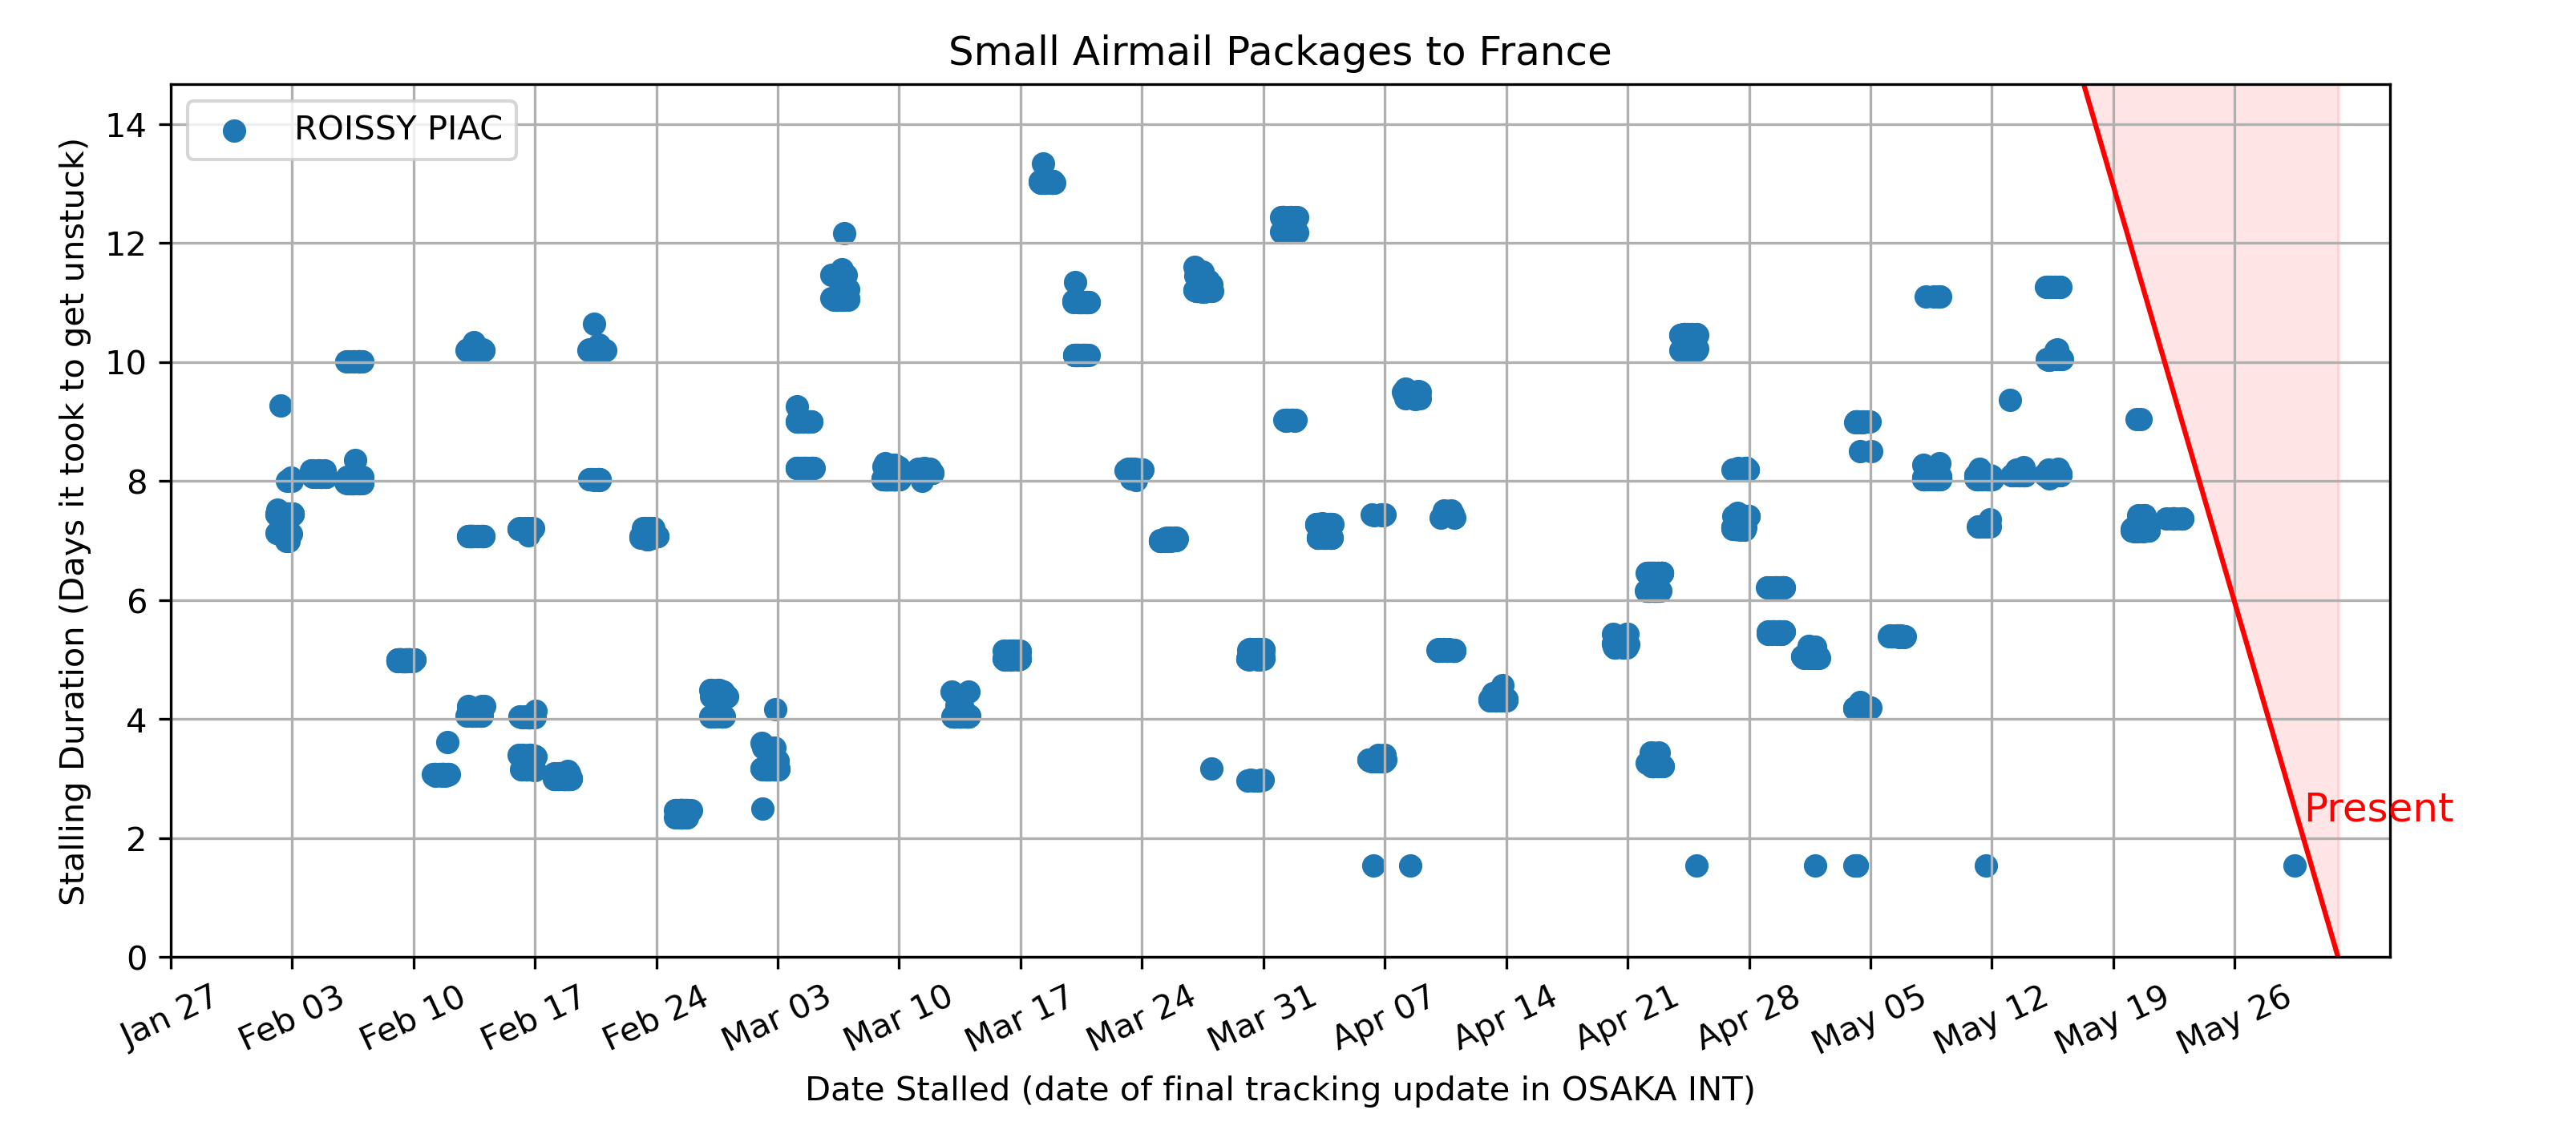 Small Airmail Packages to France
ROISSY PIAC
Stalling Duration (Days it took to get unstuck)
14
12
10
8
6
4
2
0
Present
Jan 27
Feb 03
Feb 10
Feb 17
Feb 24
Mar 03
Mar 10
Mar 17
Mar 24
Mar 31
Apr 07
Apr 14
Apr 21
Apr 28
May 05
May 12
May 19
May 26
Date Stalled (date of final tracking update in OSAKA INT)